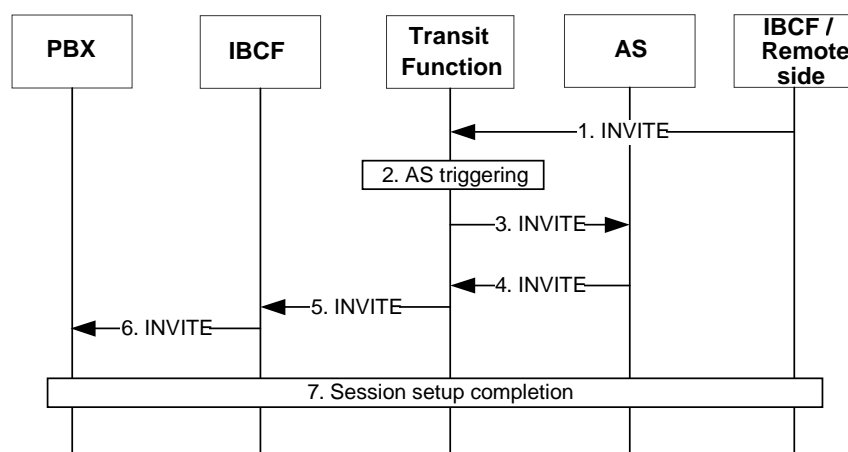 PBX
IBCF
Transit
Function
AS
IBCF /
Remote
side
1. INVITE
2. AS triggering
3. INVITE
4. INVITE
5. INVITE
6. INVITE
7. Session setup completion